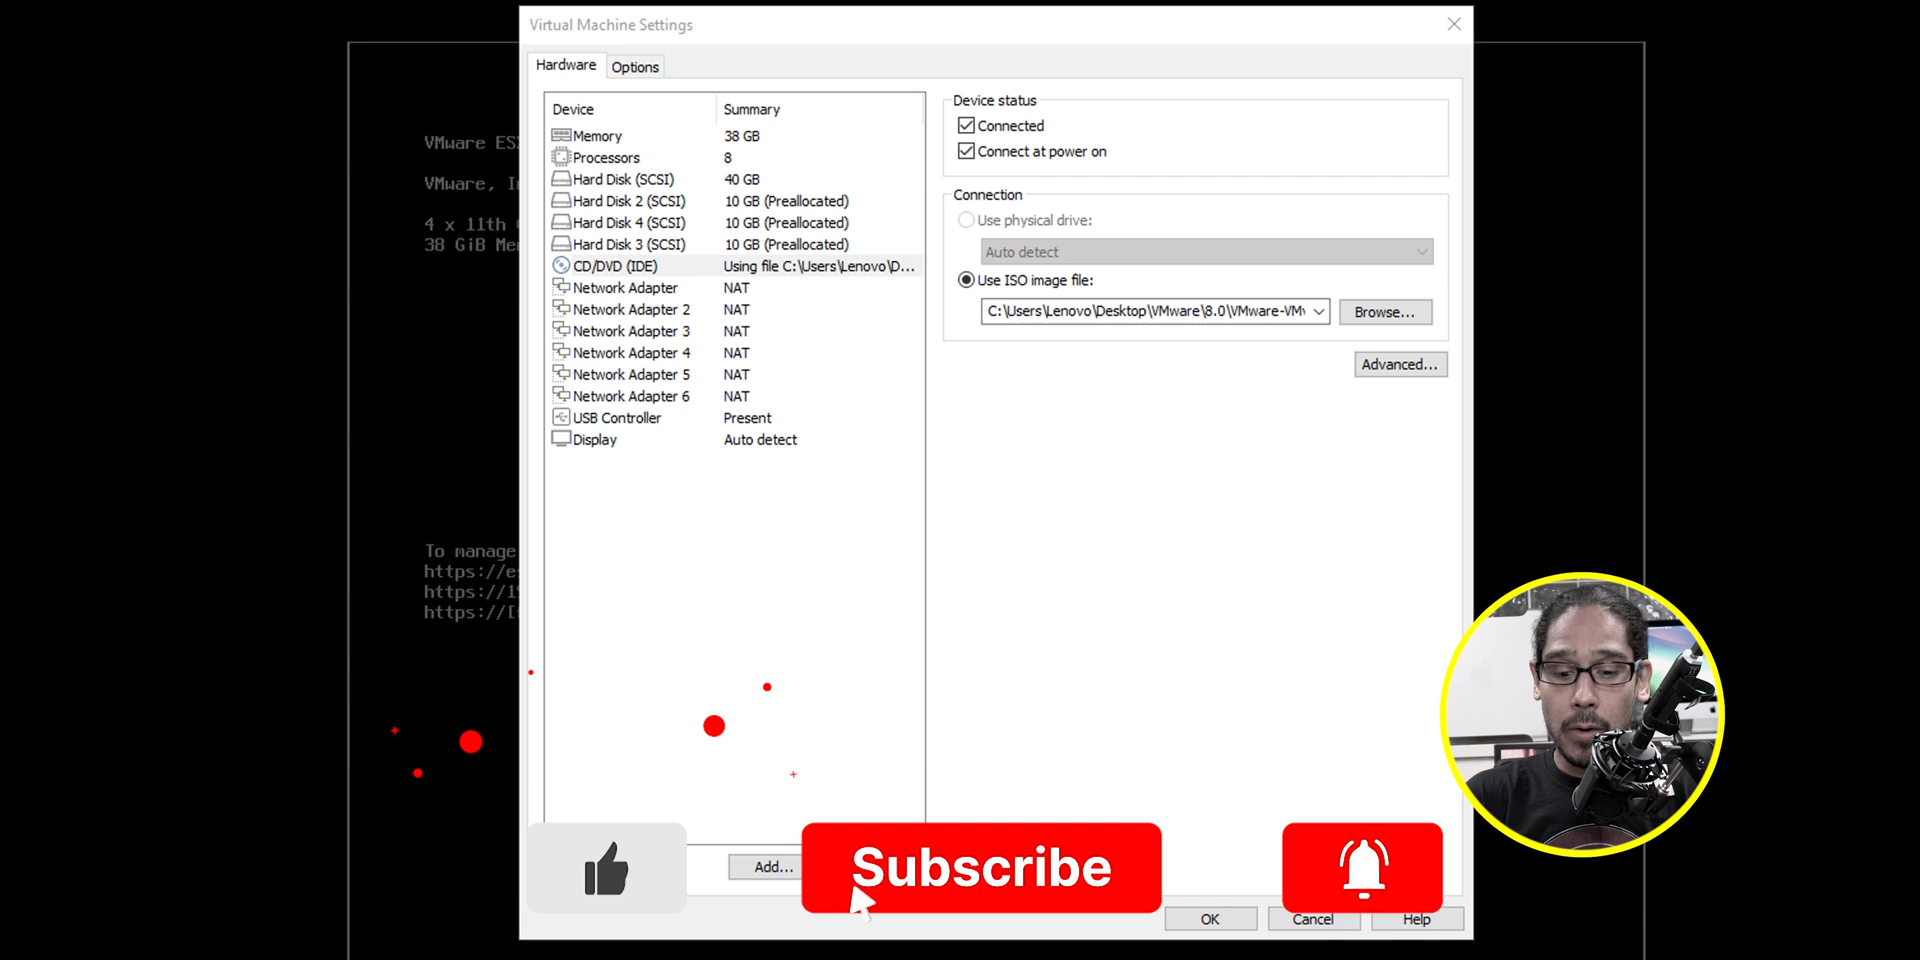 Virtual Machine Settings
Hardware
Options
Device Summary
Memory 38 GB
Processors 8
Hard Disk (SCSI) 40 GB
Hard Disk 2 (SCSI) 10 GB (Preallocated)
Hard Disk 4 (SCSI) 10 GB (Preallocated)
Hard Disk 3 (SCSI) 10 GB (Preallocated)
CD/DVD (IDE) Using file C:\Users\Lenovo\D...
Network Adapter NAT
Network Adapter 2 NAT
Network Adapter 3 NAT
Network Adapter 4 NAT
Network Adapter 5 NAT
Network Adapter 6 NAT
USB Controller Present
Display Auto detect
Device status
Connected
Connect at power on
Connection
Use physical drive:
Auto detect
Use ISO image file:
C:\Users\Lenovo\Desktop\VMware\8.0\VMware-VM
Browse...
Advanced...
VMware
VMware,
4 x 11th
38 GiB
To manage
https://
https://
https://[
Add...
Subscribe
OK
Cancel
Help